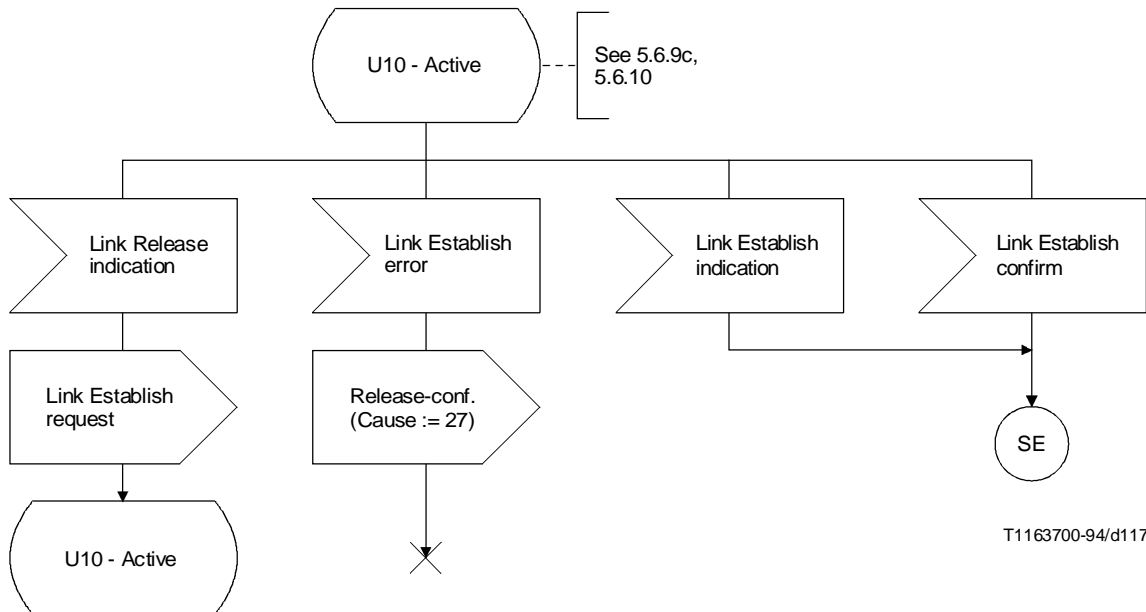 U10 - Active
See 5.6.9c,
5.6.10
Link Release
indication
Link Establish
error
Link Establish
indication
Link Establish
confirm
Link Establish
request
Release-conf.
(Cause := 27)
SE
U10 - Active
T1163700-94/d117